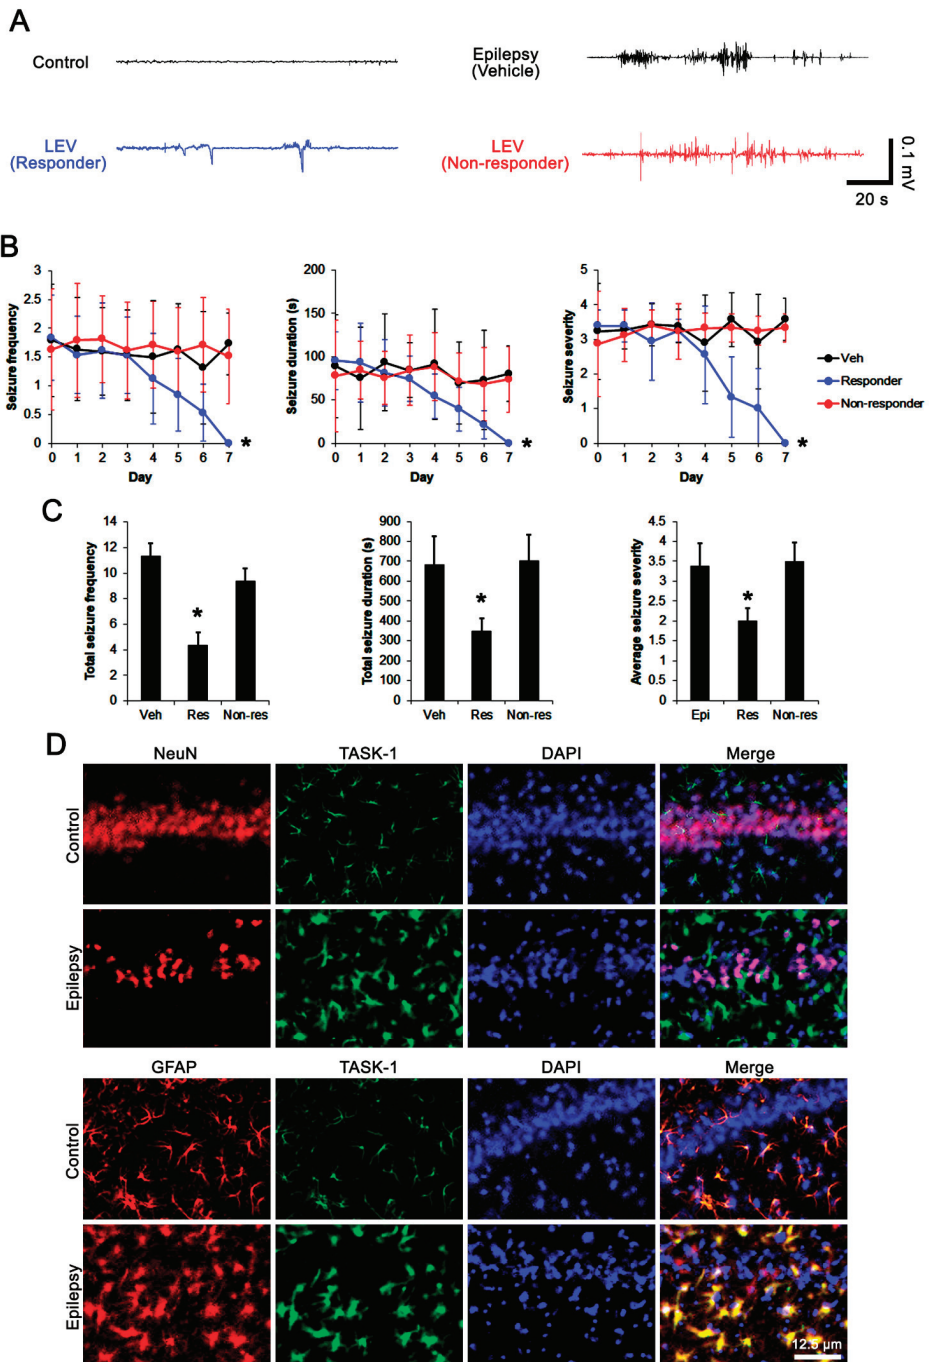 A
Control
Epilepsy
(Vehicle)
LEV
(Responder)
LEV
(Non-responder)
0.1 mV
20 s
B
Seizure frequency
3
2.5
2
1.5
1
0.5
0
0 1 2 3 4 5 6 7
Day
*
Seizure duration (s)
200
150
100
50
0
0 1 2 3 4 5 6 7
Day
*
Seizure severity
5
4
3
2
1
0
0 1 2 3 4 5 6 7
Day
*
Veh
Responder
Non-responder
C
Total seizure frequency
14
12
10
8
6
4
2
0
*
Veh Res Non-res
Total seizure duration (s)
900
800
700
600
500
400
300
200
100
0
*
Veh Res Non-res
Average seizure severity
4.5
4
3.5
3
2.5
2
1.5
1
0.5
0
*
Epi Res Non-res
D
NeuN TASK-1 DAPI Merge
Control
Epilepsy
GFAP TASK-1 DAPI Merge
Control
Epilepsy
12.5 µm